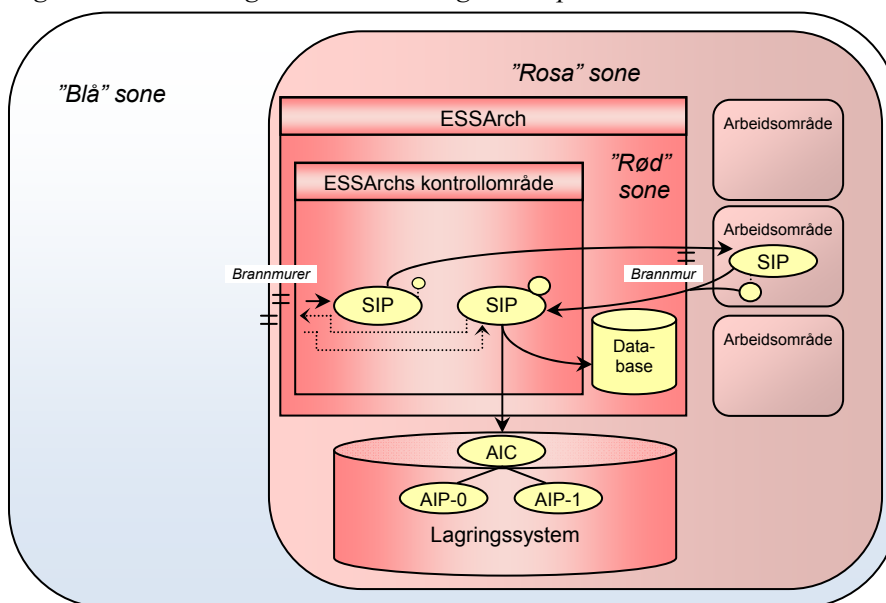 "Rosa" sone
"Blå" sone
ESSArch
Arbeidsområde
"Rød"
sone
ESSArchs kontrollområde
Arbeidsområde
Brannmurer
Brannmur
SIP
SIP
SIP
Data-
base
Arbeidsområde
AIC
AIP-0
AIP-1
Lagringssystem